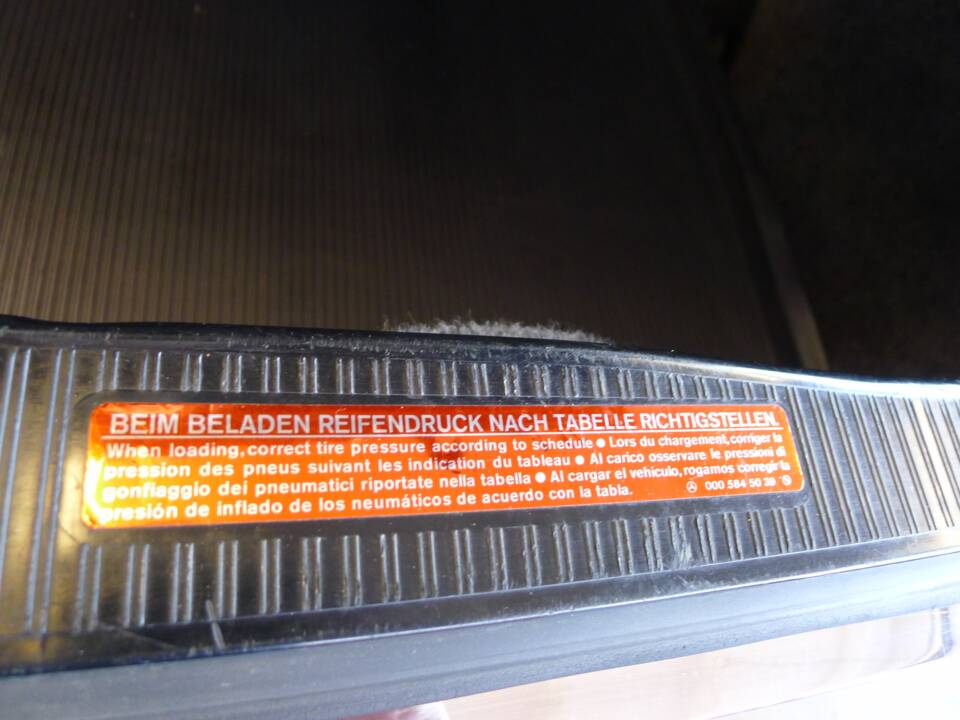 BEIM BELADEN REIFENDRUCK NACH TABELLE RICHTIGSTELLEN.
When loading, correct tire pressure according to schedule ● Lors du chargement, corriger la
pression des pneus suivant les indication du tableau ● Al carico osservare le pressioni di
gonfiaggio dei pneumatici riportate nella tabella ● Al cargar el vehículo, rogamos corregir la
presión de inflado de los neumáticos de acuerdo con la tabla.
000 584 50 39